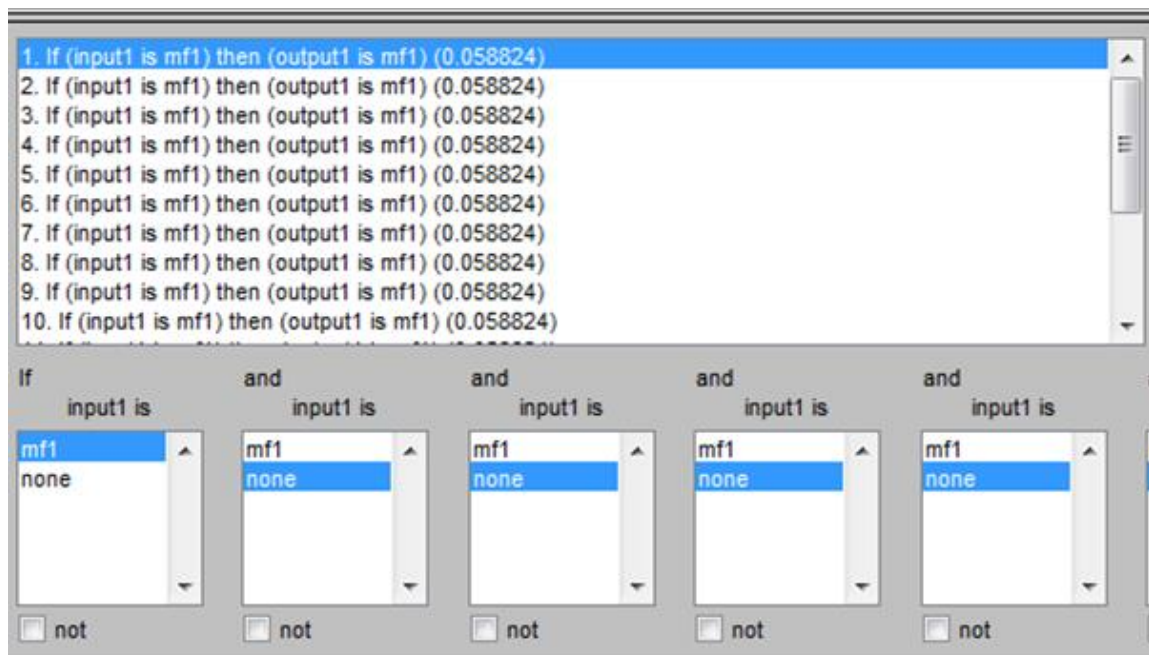 1. If (input1 is mf1) then (output1 is mf1) (0.058824)
2. If (input1 is mf1) then (output1 is mf1) (0.058824)
3. If (input1 is mf1) then (output1 is mf1) (0.058824)
4. If (input1 is mf1) then (output1 is mf1) (0.058824)
5. If (input1 is mf1) then (output1 is mf1) (0.058824)
6. If (input1 is mf1) then (output1 is mf1) (0.058824)
7. If (input1 is mf1) then (output1 is mf1) (0.058824)
8. If (input1 is mf1) then (output1 is mf1) (0.058824)
9. If (input1 is mf1) then (output1 is mf1) (0.058824)
10. If (input1 is mf1) then (output1 is mf1) (0.058824)
If and and and and
input1 is input1 is input1 is input1 is input1 is
mf1 mf1 mf1 mf1 mf1
none none none none none
not not not not not